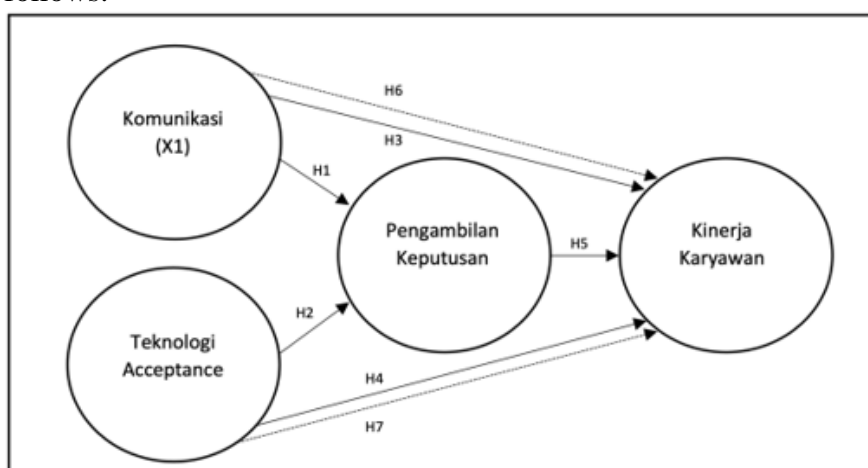 follows.
Komunikasi
(X1)
H6
H3
H1
Pengambilan
Keputusan
H5
Kinerja
Karyawan
H2
Teknologi
Acceptance
H4
H7